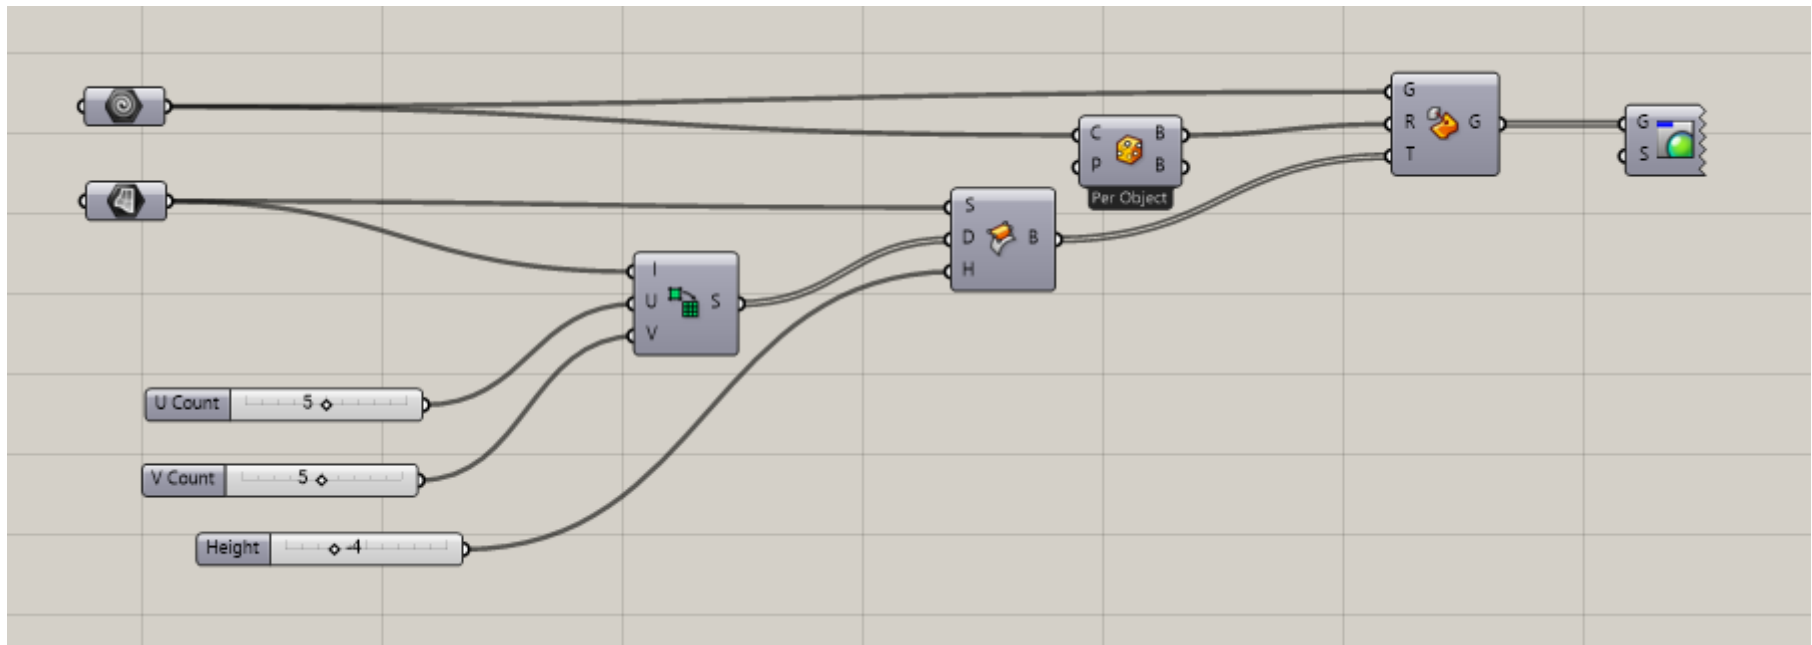 G
R G
T
G
S
C B
P B
Per Object
S
D B
H
I
U S
V
U Count 5
V Count 5
Height -4